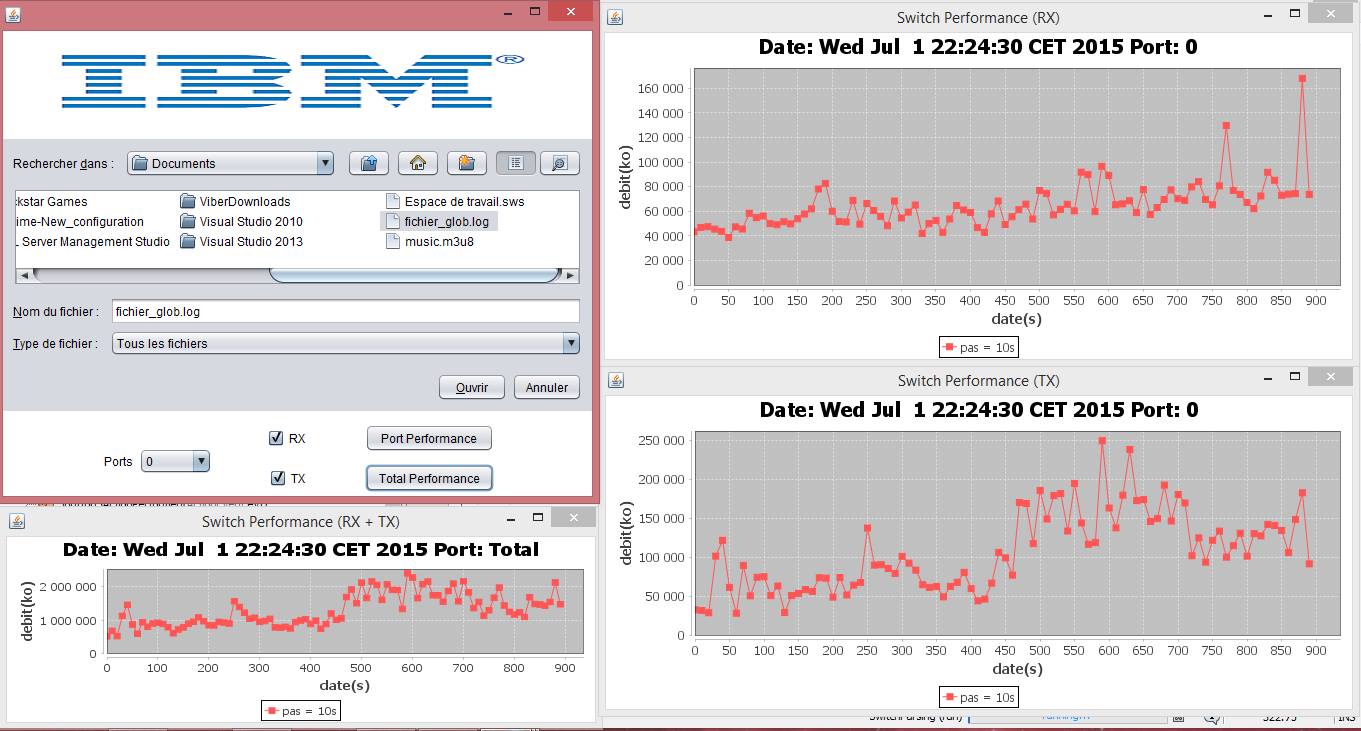 IBM®
Rechercher dans :
Documents
kstar Games
ViberDownloads
Espace de travail.sws
ime-New_configuration
Visual Studio 2010
fichier_glob.log
Server Management Studio
Visual Studio 2013
music.m3u8
Nom du fichier :
fichier_glob.log
Type de fichier :
Tous les fichiers
Ouvrir
Annuler
RX
Port Performance
Ports
0
TX
Total Performance
Switch Performance (RX)
Date: Wed Jul  1 22:24:30 CET 2015 Port: 0
debit(ko)
160 000
140 000
120 000
100 000
80 000
60 000
40 000
20 000
0
0 50 100 150 200 250 300 350 400 450 500 550 600 650 700 750 800 850 900
date(s)
pas = 10s
Switch Performance (TX)
Date: Wed Jul  1 22:24:30 CET 2015 Port: 0
debit(ko)
250 000
200 000
150 000
100 000
50 000
0
0 50 100 150 200 250 300 350 400 450 500 550 600 650 700 750 800 850 900
date(s)
pas = 10s
Switch Performance (RX + TX)
Date: Wed Jul  1 22:24:30 CET 2015 Port: Total
debit(ko)
2 000 000
1 000 000
0
0 100 200 300 400 500 600 700 800 900
date(s)
pas = 10s